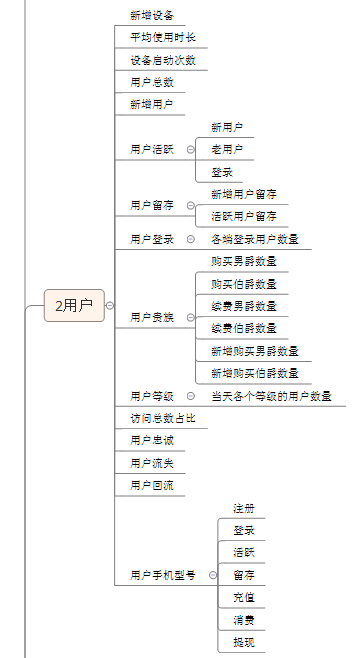 新增设备
平均使用时长
设备启动次数
用户总数
新增用户
新用户
用户活跃
老用户
登录
新增用户留存
用户留存
活跃用户留存
用户登录
各端登录用户数量
购买男爵数量
购买伯爵数量
2用户
续费男爵数量
用户贵族
续费伯爵数量
新增购买男爵数量
新增购买伯爵数量
用户等级
当天各个等级的用户数量
访问总数占比
用户忠诚
用户流失
用户回流
注册
登录
活跃
用户手机型号
留存
充值
消费
提现